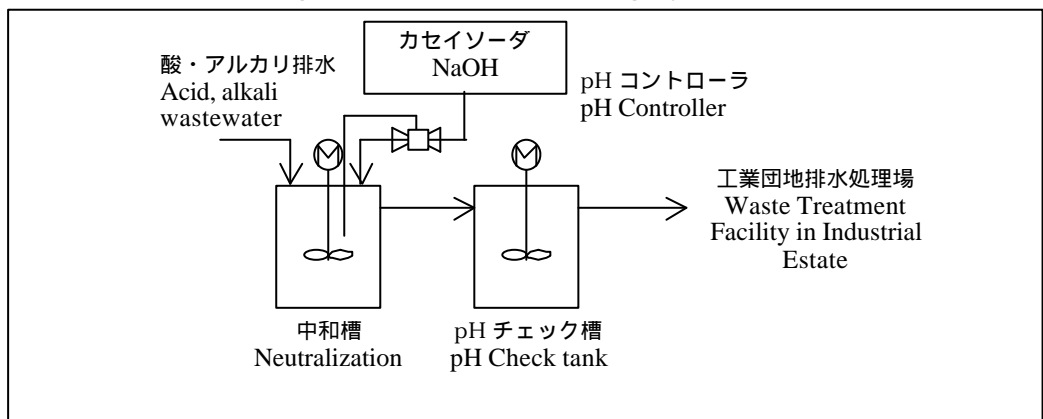 カセイソーダ
NaOH
酸・アルカリ排水
Acid, alkali
wastewater
pH コントローラ
pH Controller
M
M
工業団地排水処理場
Waste Treatment
Facility in Industrial
Estate
中和槽
Neutralization
pH チェック槽
pH Check tank